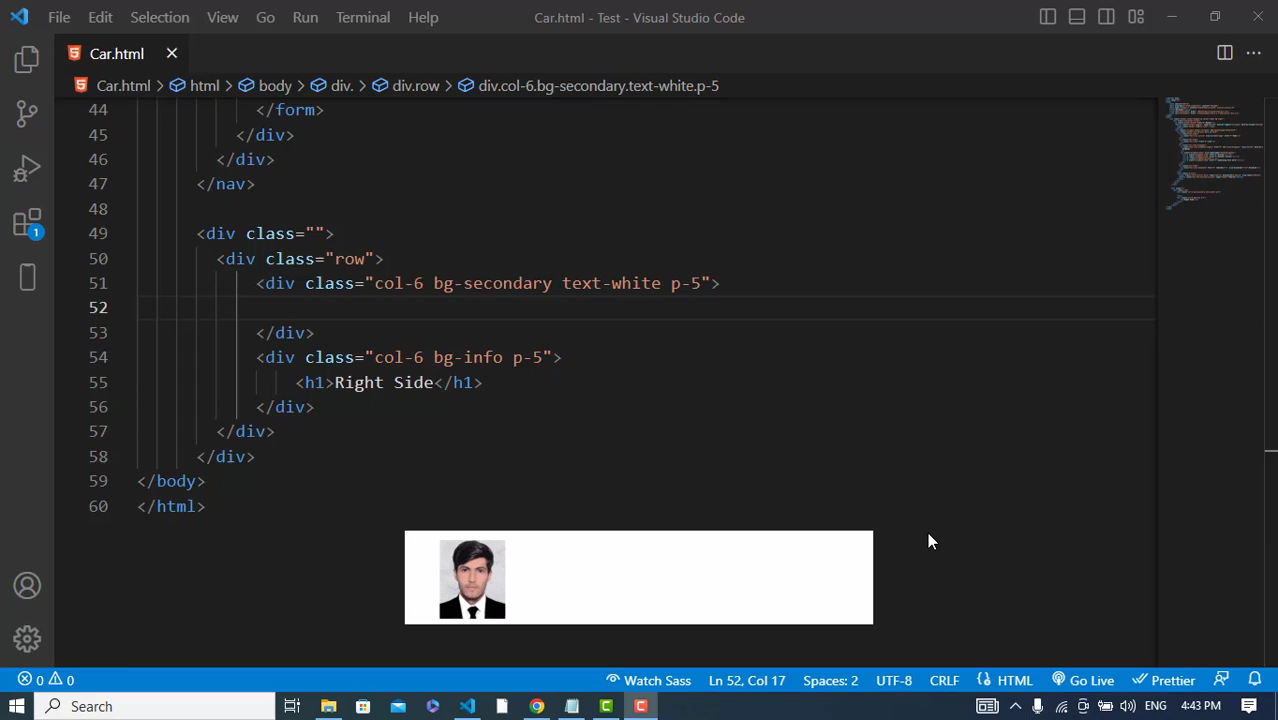 File Edit Selection View Go Run Terminal Help Car.html - Test - Visual Studio Code
Car.html
Car.html > html > body > div. > div.row > div.col-6.bg-secondary.text-white.p-5
44 </form>
45 </div>
46 </div>
47 </nav>
48
49 <div class="">
50 <div class="row">
51 <div class="col-6 bg-secondary text-white p-5">
52
53 </div>
54 <div class="col-6 bg-info p-5">
55 <h1>Right Side</h1>
56 </div>
57 </div>
58 </div>
59 </body>
60 </html>
1
0 0 Watch Sass Ln 52, Col 17 Spaces: 2 UTF-8 CRLF HTML Go Live Prettier
Search ENG 4:43 PM